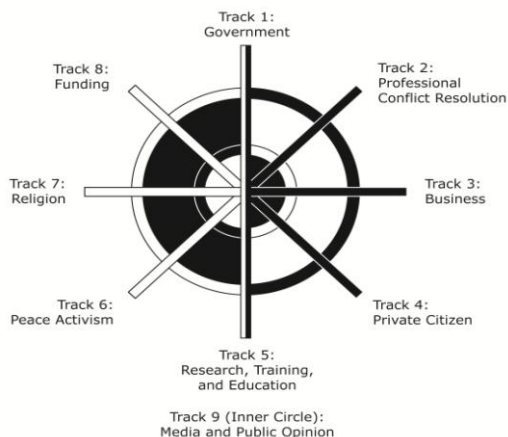 Track 1:
Government
Track 2:
Professional
Conflict Resolution
Track 3:
Business
Track 4:
Private Citizen
Track 5:
Research, Training,
and Education
Track 6:
Peace Activism
Track 7:
Religion
Track 8:
Funding
Track 9 (Inner Circle):
Media and Public Opinion